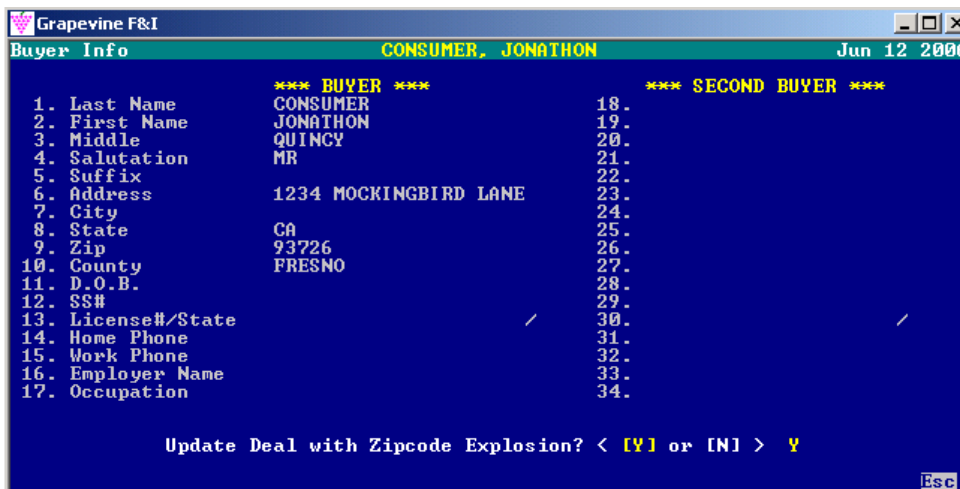 Grapevine F&I
Buyer Info CONSUMER, JONATHON Jun 12 200
*** BUYER *** *** SECOND BUYER ***
1. Last Name CONSUMER 18.
2. First Name JONATHON 19.
3. Middle QUINCY 20.
4. Salutation MR 21.
5. Suffix 22.
6. Address 1234 MOCKINGBIRD LANE 23.
7. City 24.
8. State CA 25.
9. Zip 93726 26.
10. County FRESNO 27.
11. D.O.B. 28.
12. SS# 29.
13. License#/State / 30. /
14. Home Phone 31.
15. Work Phone 32.
16. Employer Name 33.
17. Occupation 34.
Update Deal with Zipcode Explosion? < [Y] or [N] > Y
Esc